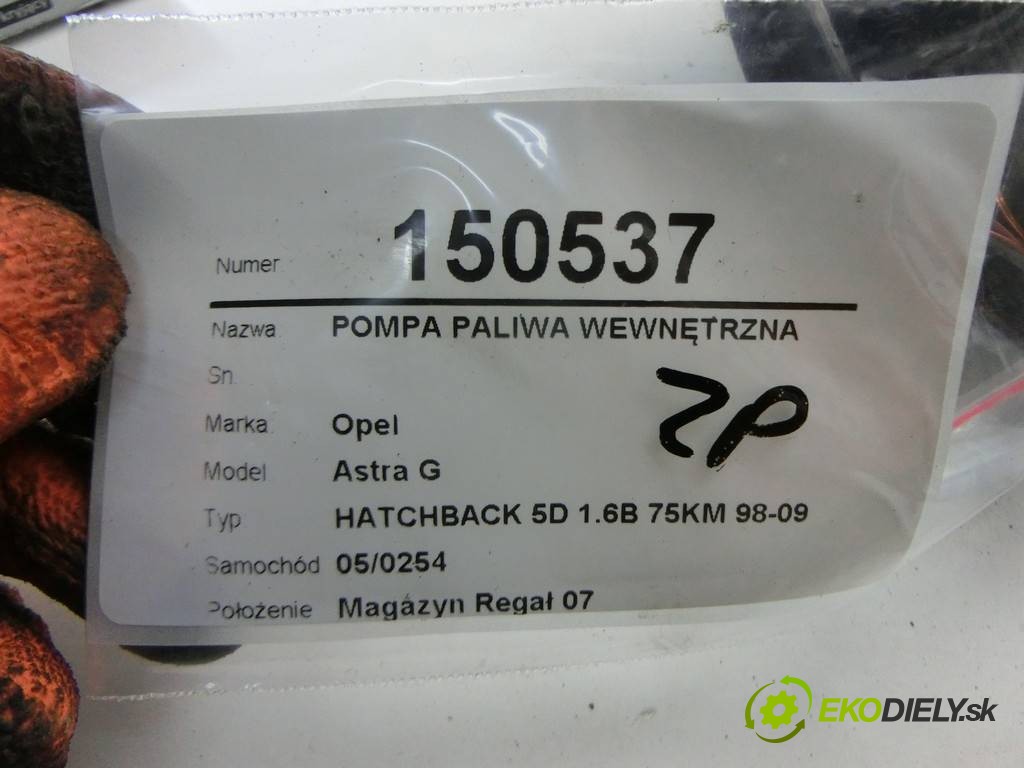 Numer 150537
Nazwa POMPA PALIWA WEWNĘTRZNA
Sn.
Marka Opel
ZP
Model Astra G
Typ HATCHBACK 5D 1.6B 75KM 98-09
Samochód 05/0254
Położenie Magazyn Regał 07
EKODIELY.sk